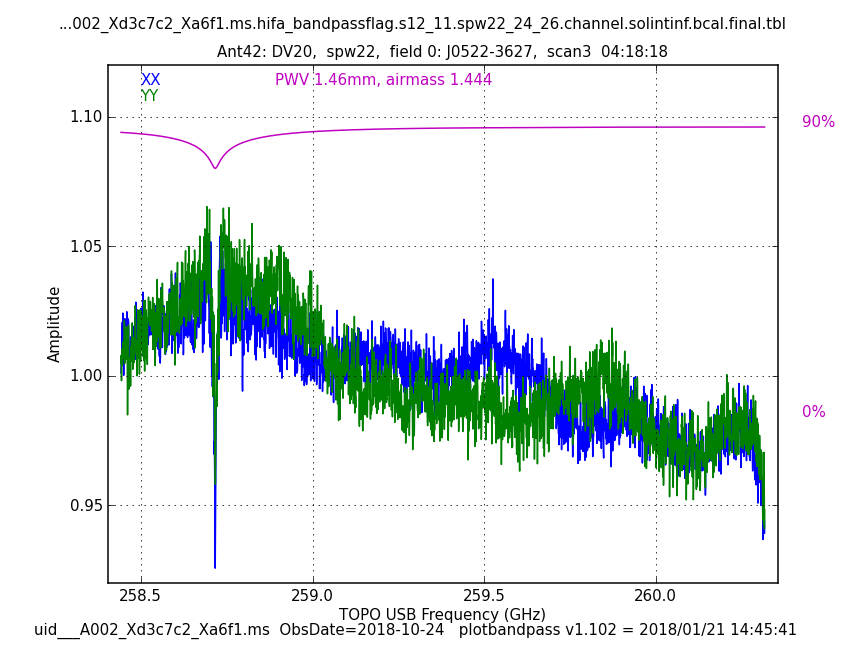 ...002_Xd3c7c2_Xa6f1.ms.hifa_bandpassflag.s12_11.spw22_24_26.channel.solintinf.bcal.final.tbl
Ant42: DV20,  spw22,  field 0: J0522-3627,  scan3  04:18:18
XX
PWV 1.46mm, airmass 1.444
YY
1.10
90%
1.05
Amplitude
1.00
0%
0.95
258.5 259.0 259.5 260.0
TOPO USB Frequency (GHz)
uid___A002_Xd3c7c2_Xa6f1.ms  ObsDate=2018-10-24   plotbandpass v1.102 = 2018/01/21 14:45:41